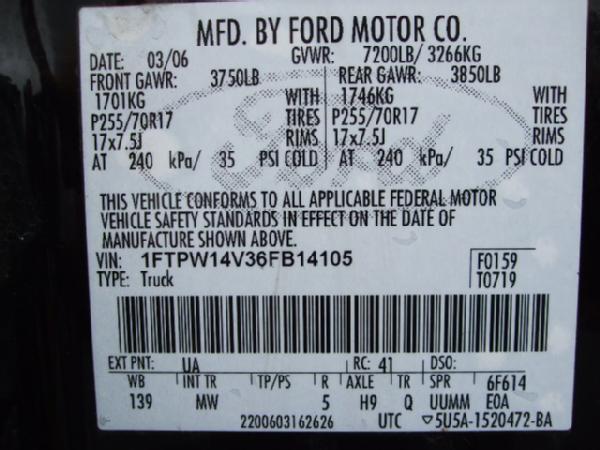 MFD. BY FORD MOTOR CO.
DATE: 03/06 GVWR: 7200LB/ 3266KG
FRONT GAWR: 3750LB REAR GAWR: 3850LB
1701KG WITH 1746KG WITH
P255/70R17 TIRES P255/70R17 TIRES
17x7.5J RIMS 17x7.5J RIMS
AT 240 kPa/ 35 PSI COLD AT 240 kPa/ 35 PSI COLD
Ford
THIS VEHICLE CONFORMS TO ALL APPLICABLE FEDERAL MOTOR
VEHICLE SAFETY STANDARDS IN EFFECT ON THE DATE OF
MANUFACTURE SHOWN ABOVE.
VIN: 1FTPW14V36FB14105 F0159
TYPE: Truck T0719
EXT PNT: UA RC: 41 DSO:
WB INT TR TP/PS R AXLE TR SPR 6F614
139 MW 5 H9 Q UUMM E0A
2200603162626 UTC ▽5U5A-1520472-BA